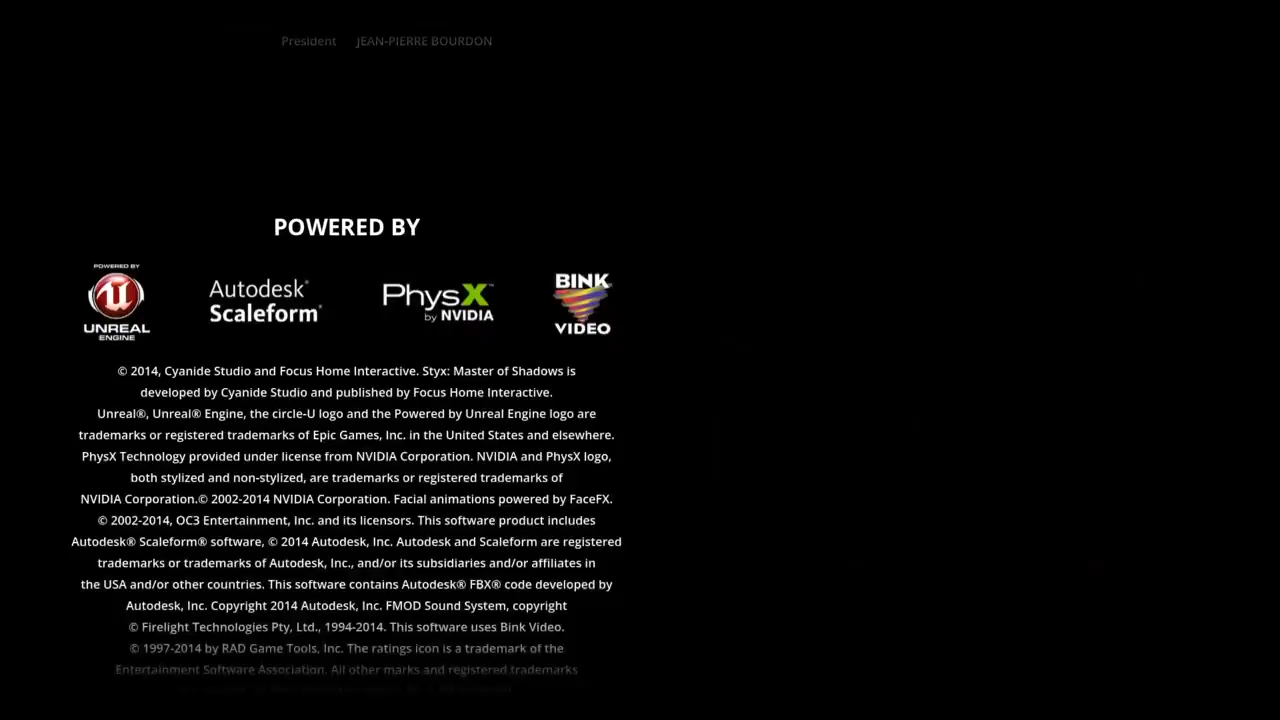 President JEAN-PIERRE BOURDON
POWERED BY
POWERED BY
UNREAL
ENGINE
Autodesk®
Scaleform®
PhysX™
by NVIDIA
BINK
VIDEO
© 2014, Cyanide Studio and Focus Home Interactive. Styx: Master of Shadows is
developed by Cyanide Studio and published by Focus Home Interactive.
Unreal®, Unreal® Engine, the circle-U logo and the Powered by Unreal Engine logo are
trademarks or registered trademarks of Epic Games, Inc. in the United States and elsewhere.
PhysX Technology provided under license from NVIDIA Corporation. NVIDIA and PhysX logo,
both stylized and non-stylized, are trademarks or registered trademarks of
NVIDIA Corporation.© 2002-2014 NVIDIA Corporation. Facial animations powered by FaceFX.
© 2002-2014, OC3 Entertainment, Inc. and its licensors. This software product includes
Autodesk® Scaleform® software, © 2014 Autodesk, Inc. Autodesk and Scaleform are registered
trademarks or trademarks of Autodesk, Inc., and/or its subsidiaries and/or affiliates in
the USA and/or other countries. This software contains Autodesk® FBX® code developed by
Autodesk, Inc. Copyright 2014 Autodesk, Inc. FMOD Sound System, copyright
© Firelight Technologies Pty, Ltd., 1994-2014. This software uses Bink Video.
© 1997-2014 by RAD Game Tools, Inc. The ratings icon is a trademark of the
Entertainment Software Association. All other marks and registered trademarks